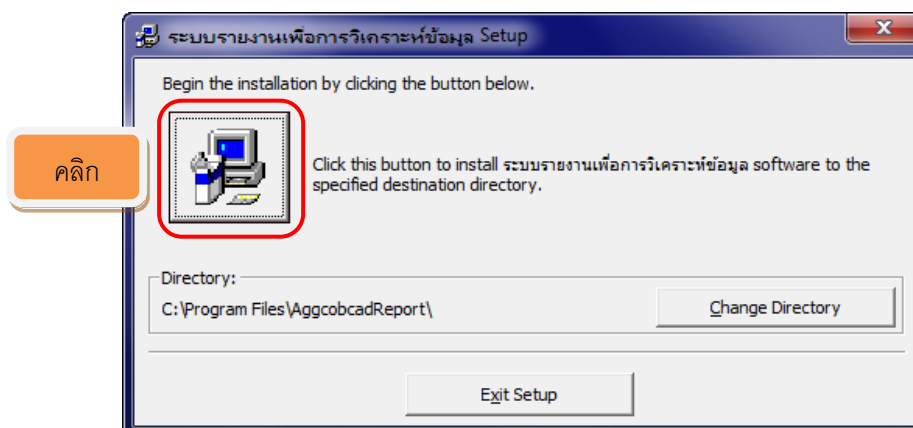 ระบบรายงานเพื่อการวิเคราะห์ข้อมูล Setup
Begin the installation by clicking the button below.
คลิก
Click this button to install ระบบรายงานเพื่อการวิเคราะห์ข้อมูล software to the
specified destination directory.
Directory:
C:\Program Files\AggcobcadReport\
Change Directory
Exit Setup